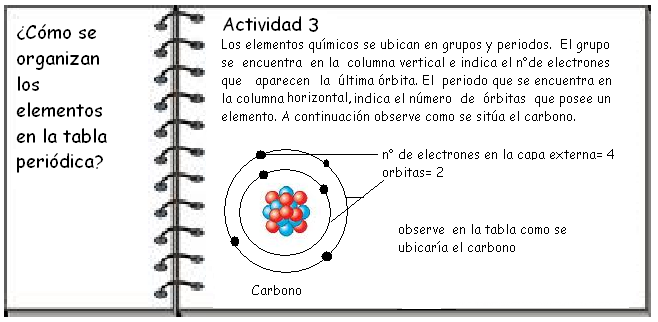 ¿Cómo se
organizan
los
elementos
en la tabla
periódica?
Actividad 3
Los elementos químicos se ubican en grupos y periodos. El grupo
se encuentra en la columna vertical e indica el n°de electrones
que aparecen la última órbita. El periodo que se encuentra en
la columna horizontal, indica el número de órbitas que posee un
elemento. A continuación observe como se sitúa el carbono.
n° de electrones en la capa externa= 4
orbitas= 2
observe en la tabla como se
ubicaría el carbono
Carbono